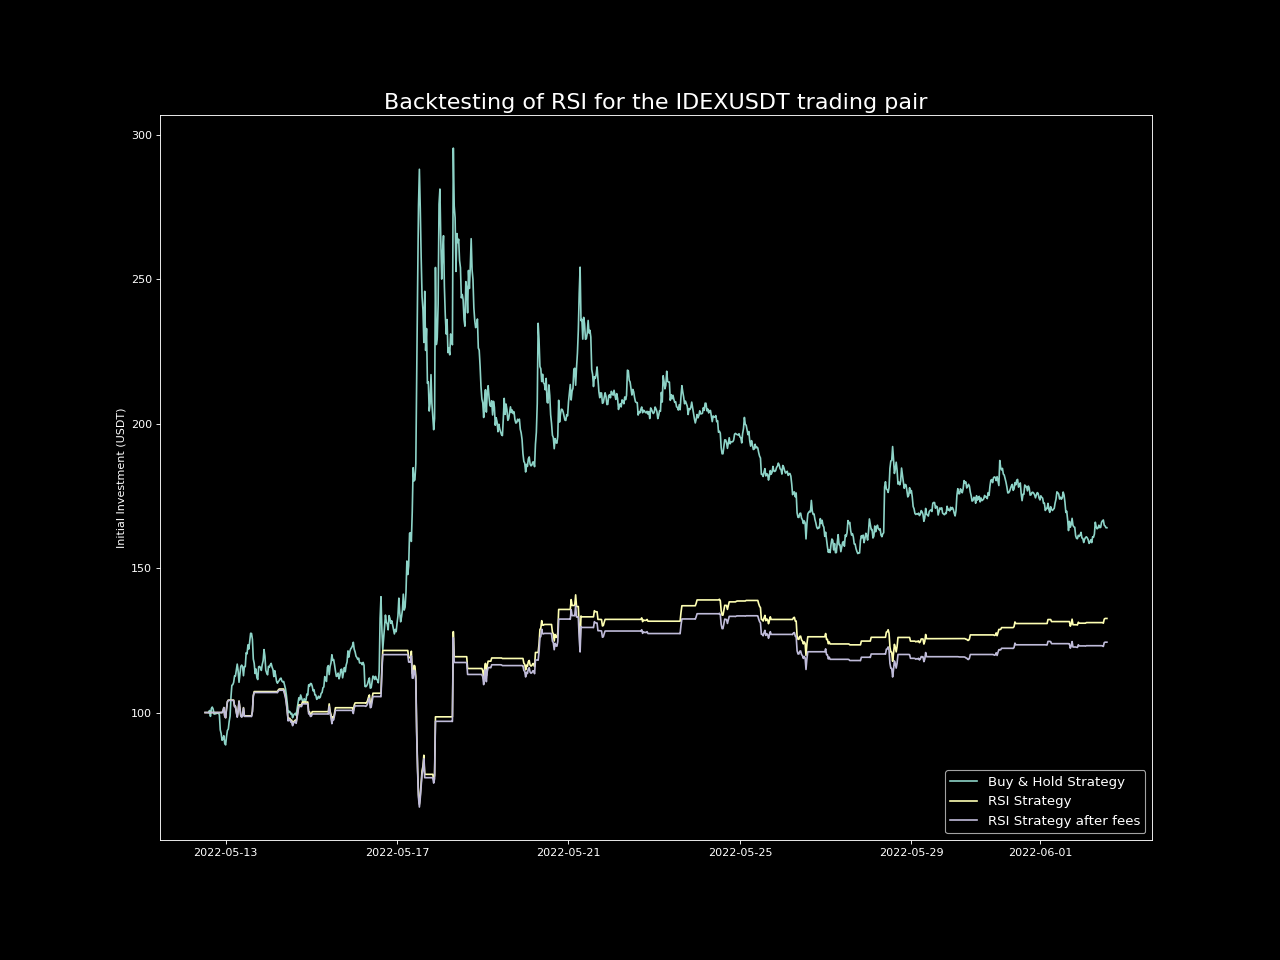 Backtesting of RSI for the IDEXUSDT trading pair
Initial Investment (USDT)
300
250
200
150
100
2022-05-13
2022-05-17
2022-05-21
2022-05-25
2022-05-29
2022-06-01
Buy & Hold Strategy
RSI Strategy
RSI Strategy after fees